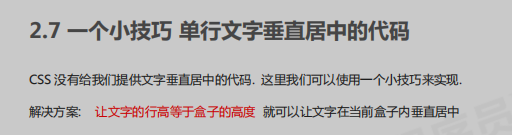 2.7 一个小技巧 单行文字垂直居中的代码
CSS 没有给我们提供文字垂直居中的代码. 这里我们可以使用一个小技巧来实现.
解决方案: 让文字的行高等于盒子的高度 就可以让文字在当前盒子内垂直居中